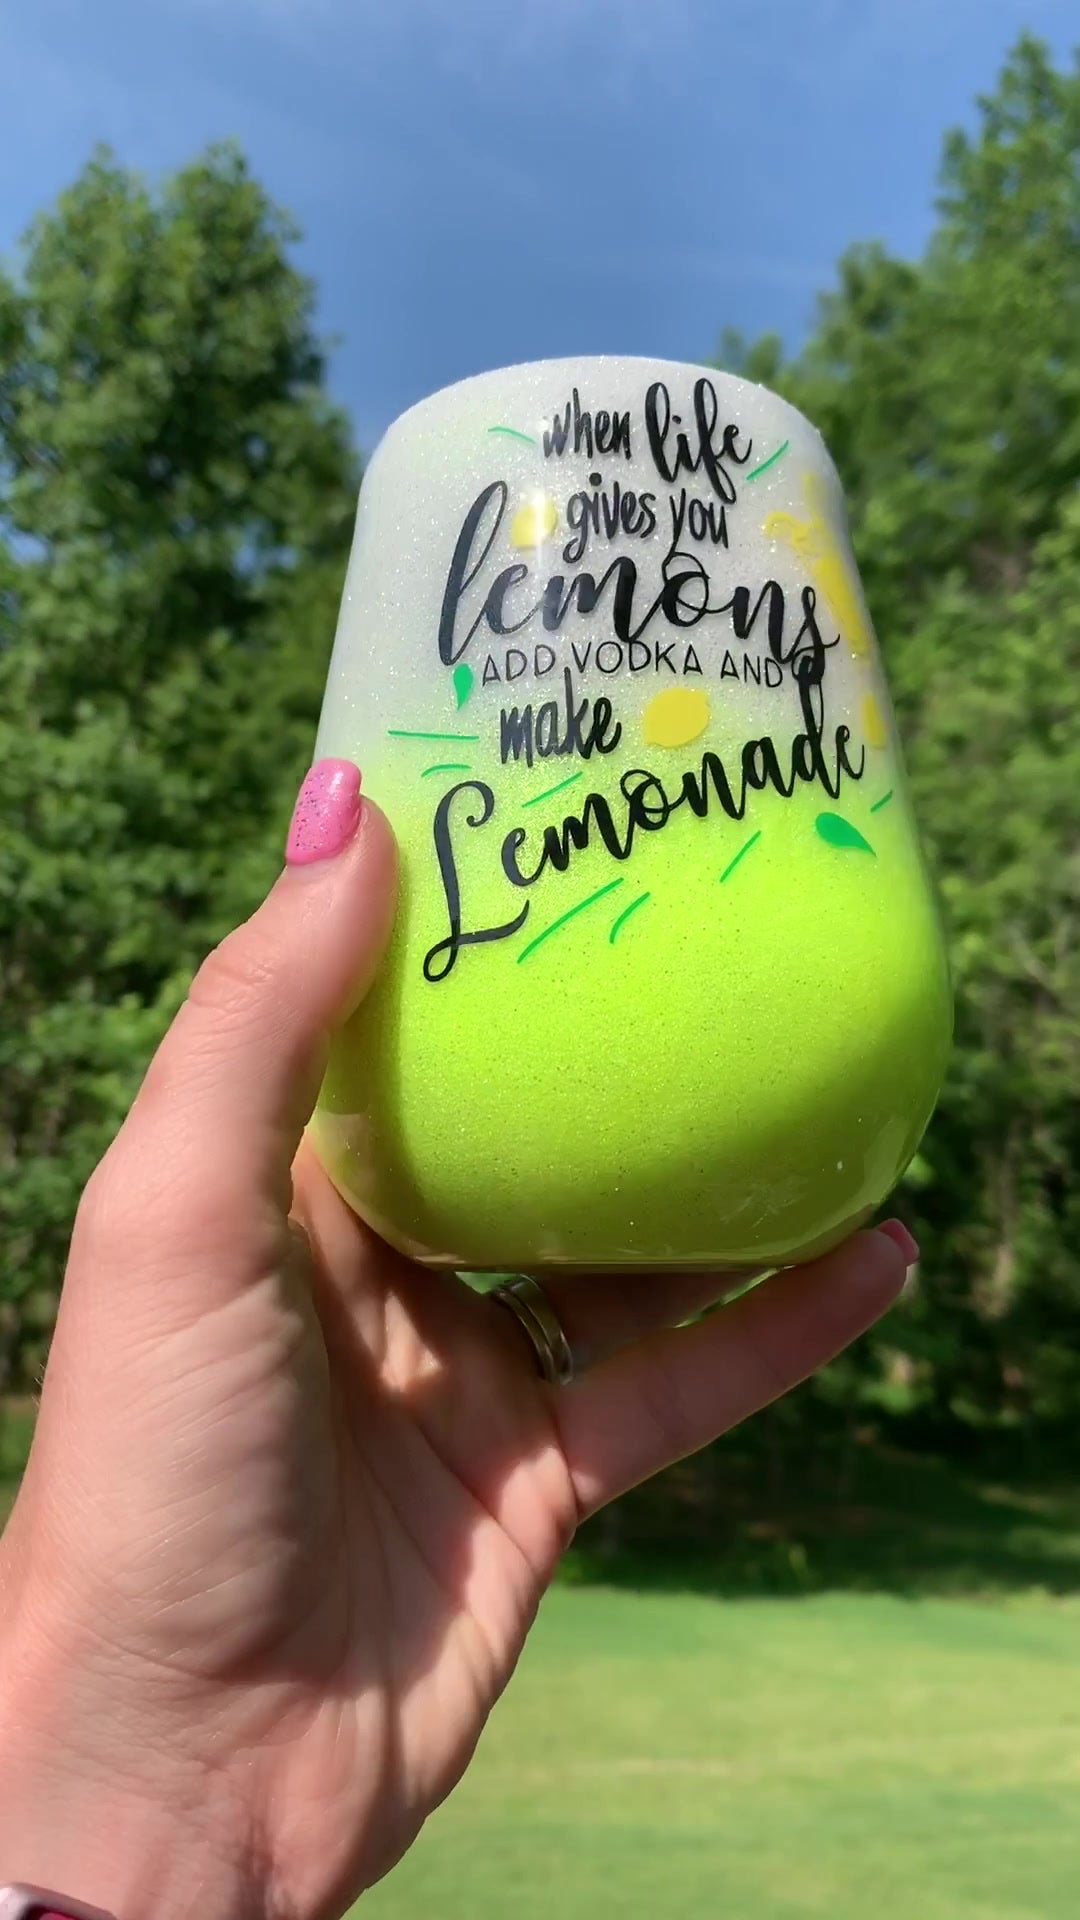 when life
gives you
lemons
ADD VODKA AND
make
Lemonade